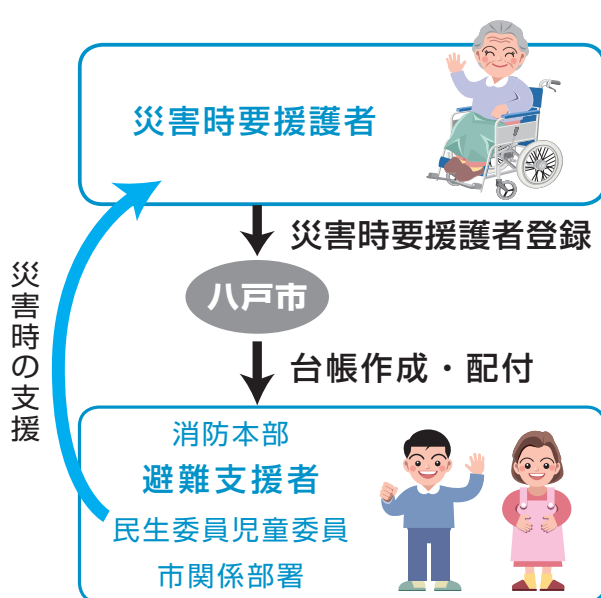 災害時要援護者
災害時要援護者登録
八戸市
台帳作成・配付
災害時の支援
消防本部
避難支援者
民生委員児童委員
市関係部署